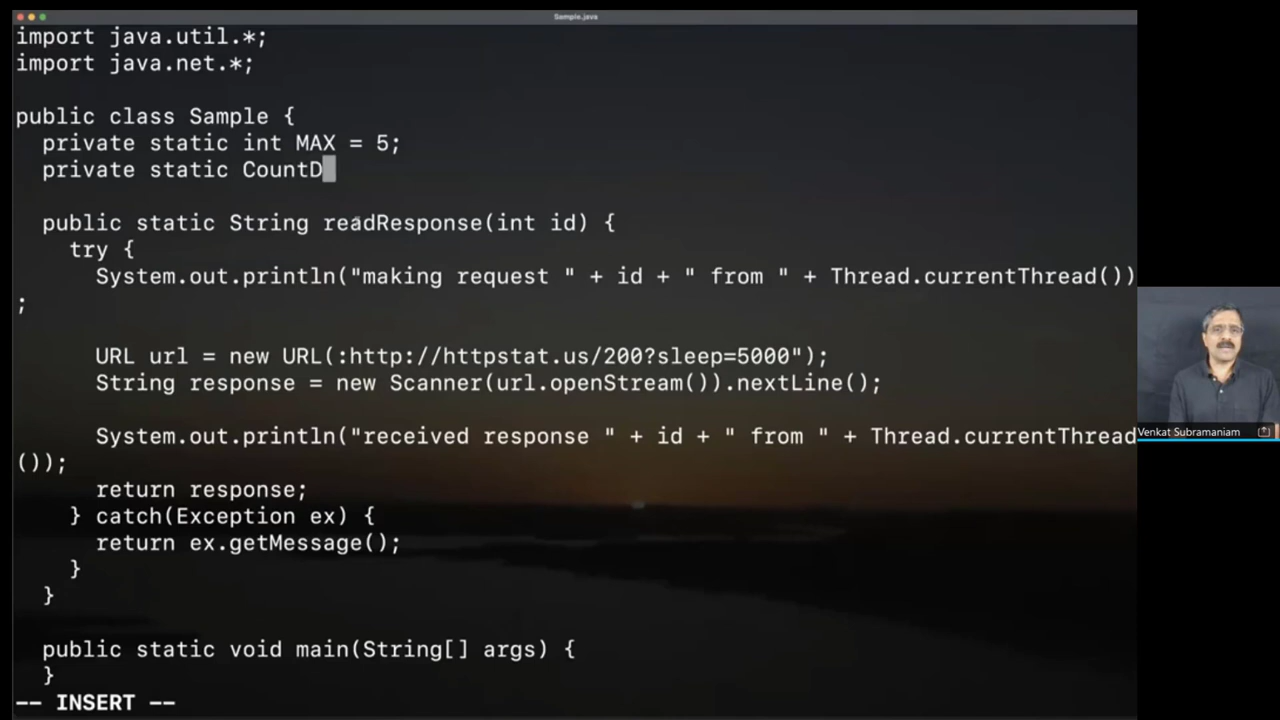 Sample.java
import java.util.*;
import java.net.*;
public class Sample {
private static int MAX = 5;
private static CountD
public static String readResponse(int id) {
try {
System.out.println("making request " + id + " from " + Thread.currentThread())
;
URL url = new URL(:http://httpstat.us/200?sleep=5000");
String response = new Scanner(url.openStream()).nextLine();
System.out.println("received response " + id + " from " + Thread.currentThread
());
return response;
} catch(Exception ex) {
return ex.getMessage();
}
}
public static void main(String[] args) {
}
-- INSERT --
Venkat Subramaniam